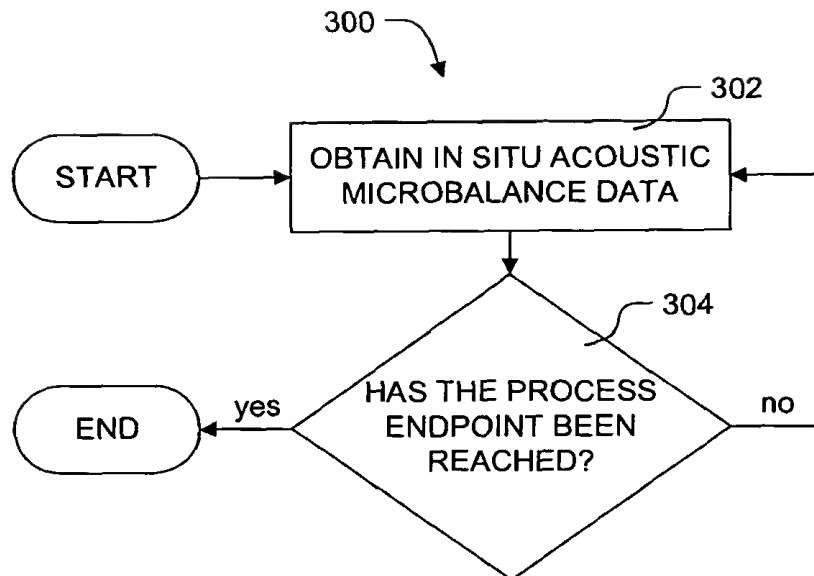 300
302
START
OBTAIN IN SITU ACOUSTIC
MICROBALANCE DATA
304
HAS THE PROCESS
ENDPOINT BEEN
REACHED?
yes
no
END